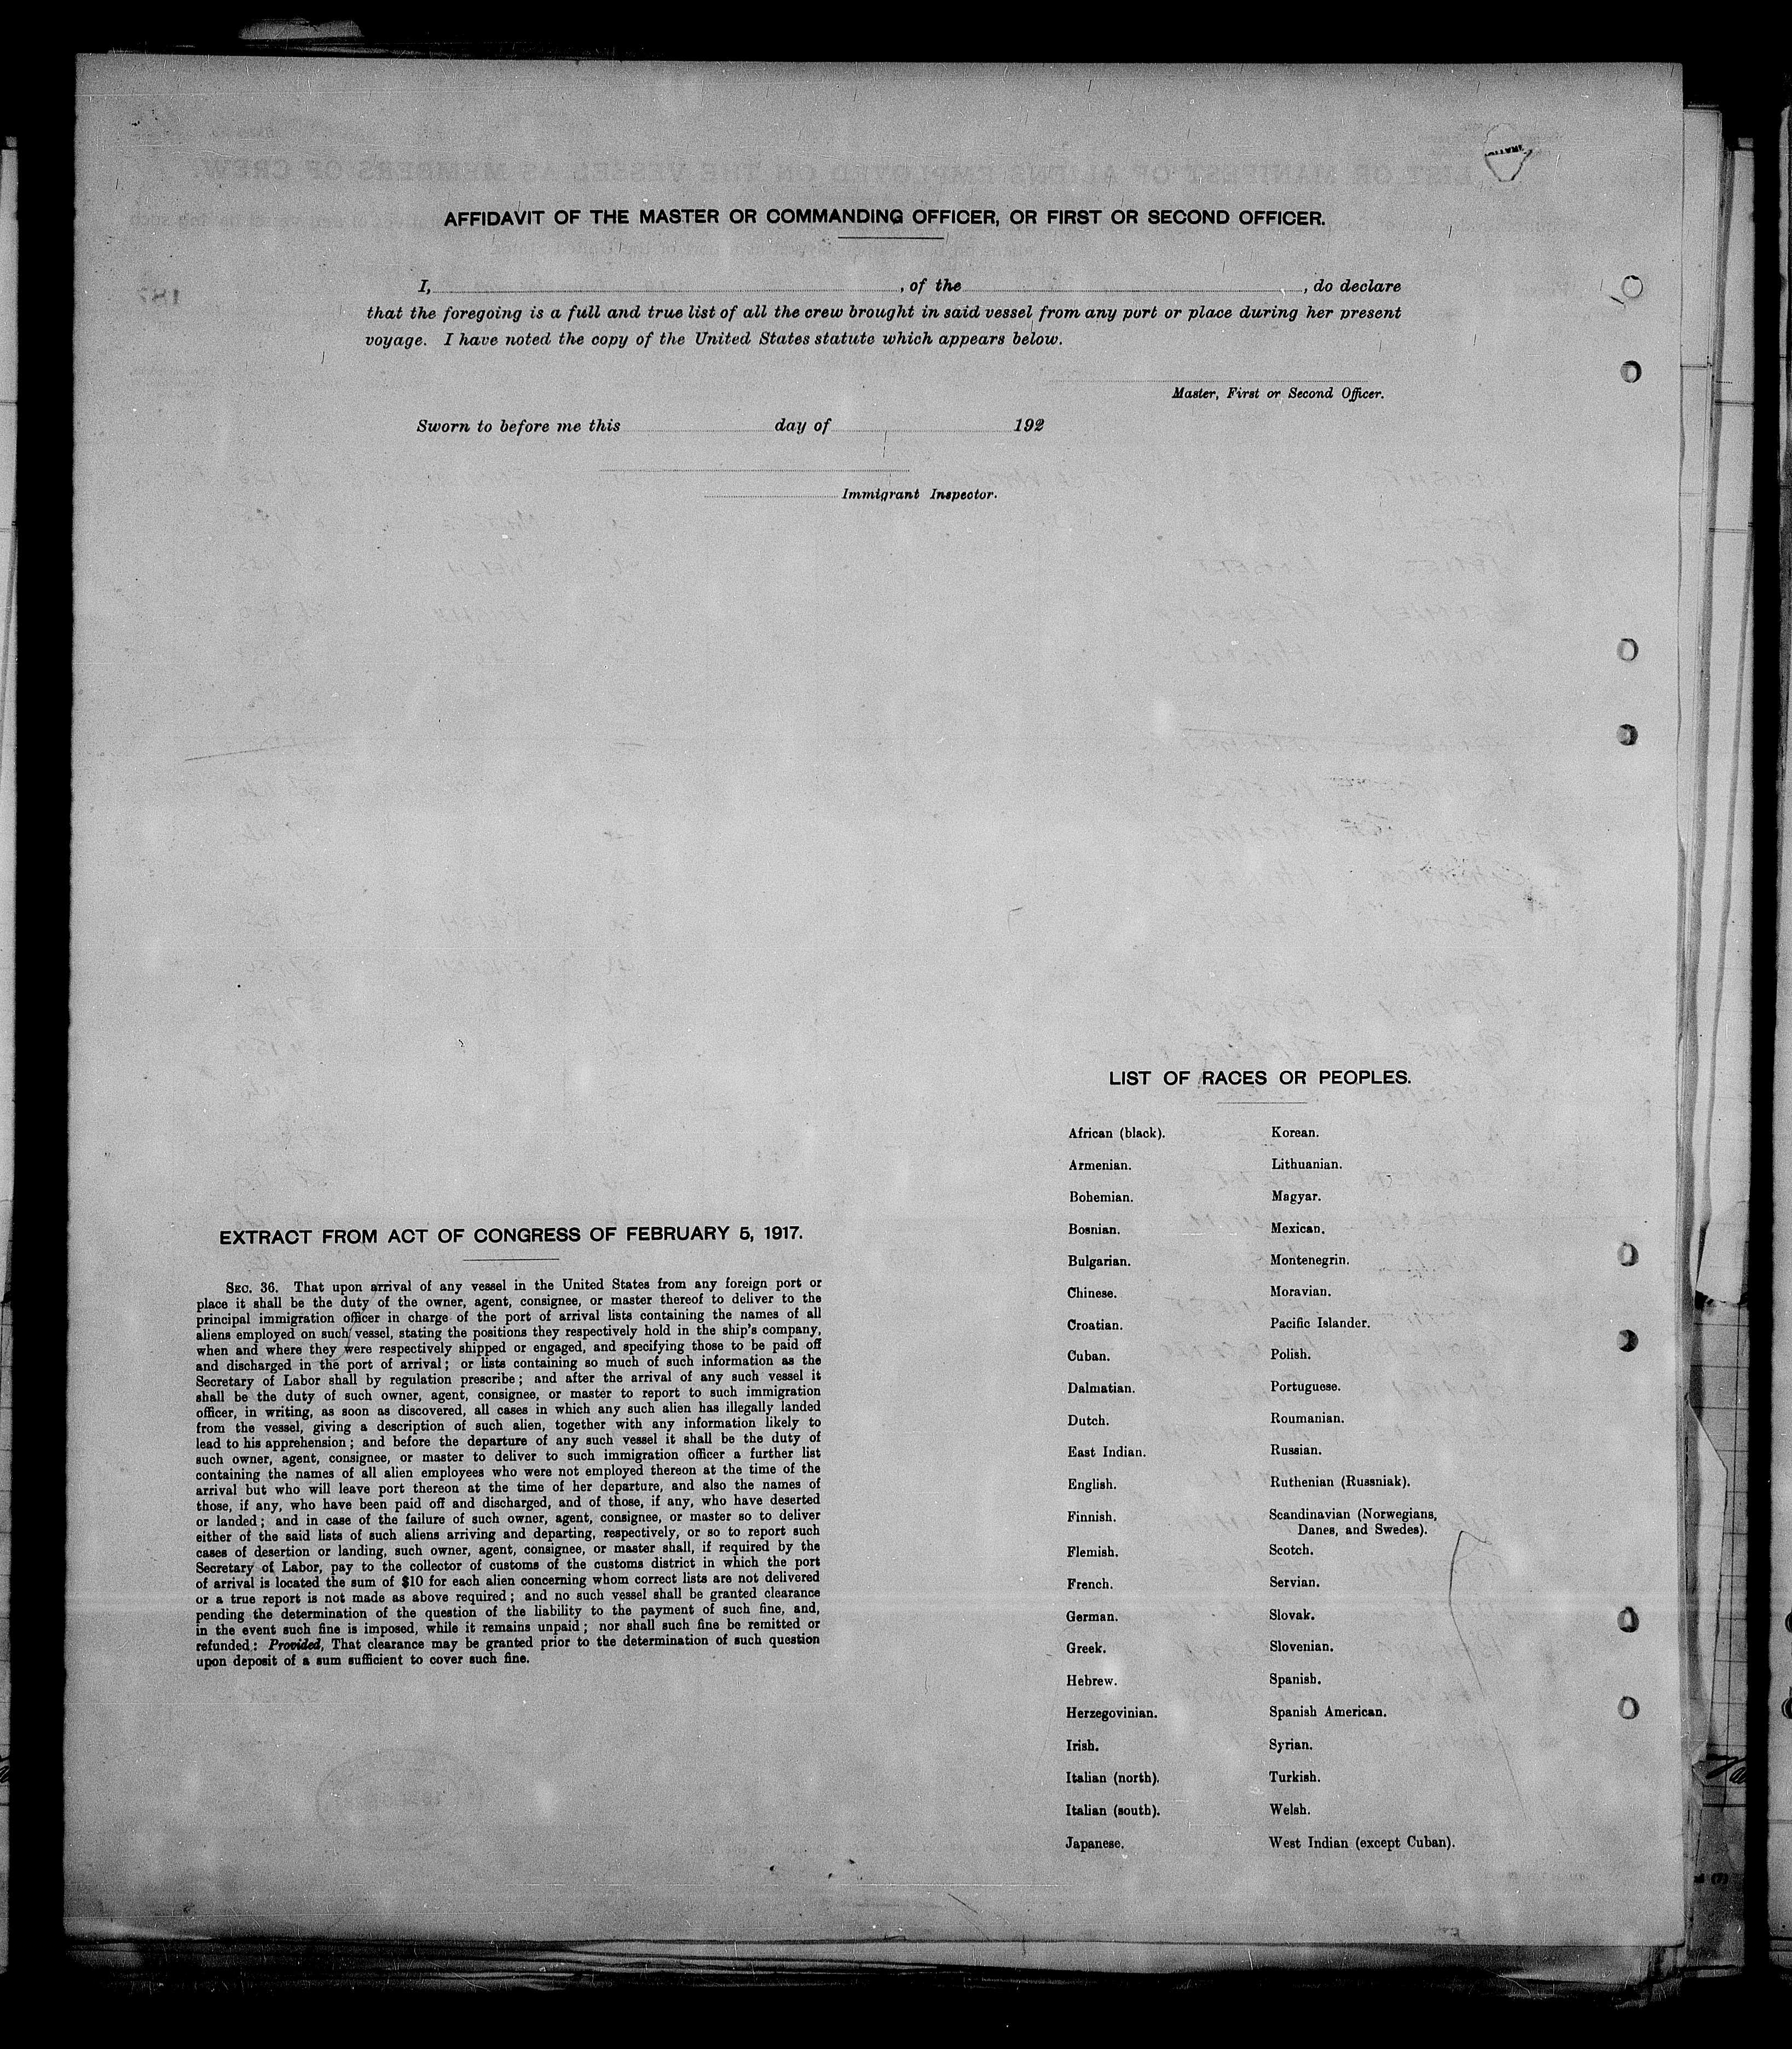 AFFIDAVIT OF THE MASTER OR COMMANDING OFFICER, OR FIRST OR SECOND OFFICER.
I, , of the , do declare
that the foregoing is a full and true list of all the crew brought in said vessel from any port or place during her present
voyage. I have noted the copy of the United States statute which appears below.
Master, First or Second Officer.
Sworn to before me this day of 192
Immigrant Inspector.
EXTRACT FROM ACT OF CONGRESS OF FEBRUARY 5, 1917.
SEC. 36. That upon arrival of any vessel in the United States from any foreign port or
place it shall be the duty of the owner, agent, consignee, or master thereof to deliver to the
principal immigration officer in charge of the port of arrival lists containing the names of all
aliens employed on such vessel, stating the positions they respectively hold in the ship's company,
when and where they were respectively shipped or engaged, and specifying those to be paid off
and discharged in the port of arrival; or lists containing so much of such information as the
Secretary of Labor shall by regulation prescribe; and after the arrival of any such vessel it
shall be the duty of such owner, agent, consignee, or master to report to such immigration
officer, in writing, as soon as discovered, all cases in which any such alien has illegally landed
from the vessel, giving a description of such alien, together with any information likely to
lead to his apprehension; and before the departure of any such vessel it shall be the duty of
such owner, agent, consignee, or master to deliver to such immigration officer a further list
containing the names of all alien employees who were not employed thereon at the time of the
arrival but who will leave port thereon at the time of her departure, and also the names of
those, if any, who have been paid off and discharged, and of those, if any, who have deserted
or landed; and in case of the failure of such owner, agent, consignee, or master so to deliver
either of the said lists of such aliens arriving and departing, respectively, or so to report such
cases of desertion or landing, such owner, agent, consignee, or master shall, if required by the
Secretary of Labor, pay to the collector of customs of the customs district in which the port
of arrival is located the sum of $10 for each alien concerning whom correct lists are not delivered
or a true report is not made as above required; and no such vessel shall be granted clearance
pending the determination of the question of the liability to the payment of such fine, and,
in the event such fine is imposed, while it remains unpaid; nor shall such fine be remitted or
refunded: Provided, That clearance may be granted prior to the determination of such question
upon deposit of a sum sufficient to cover such fine.
LIST OF RACES OR PEOPLES.
African (black).
Armenian.
Bohemian.
Bosnian.
Bulgarian.
Chinese.
Croatian.
Cuban.
Dalmatian.
Dutch.
East Indian.
English.
Finnish.
Flemish.
French.
German.
Greek.
Hebrew.
Herzegovinian.
Irish.
Italian (north).
Italian (south).
Japanese.
Korean.
Lithuanian.
Magyar.
Mexican.
Montenegrin.
Moravian.
Pacific Islander.
Polish.
Portuguese.
Roumanian.
Russian.
Ruthenian (Russniak).
Scandinavian (Norwegians,
Danes, and Swedes).
Scotch.
Servian.
Slovak.
Slovenian.
Spanish.
Spanish American.
Syrian.
Turkish.
Welsh.
West Indian (except Cuban).